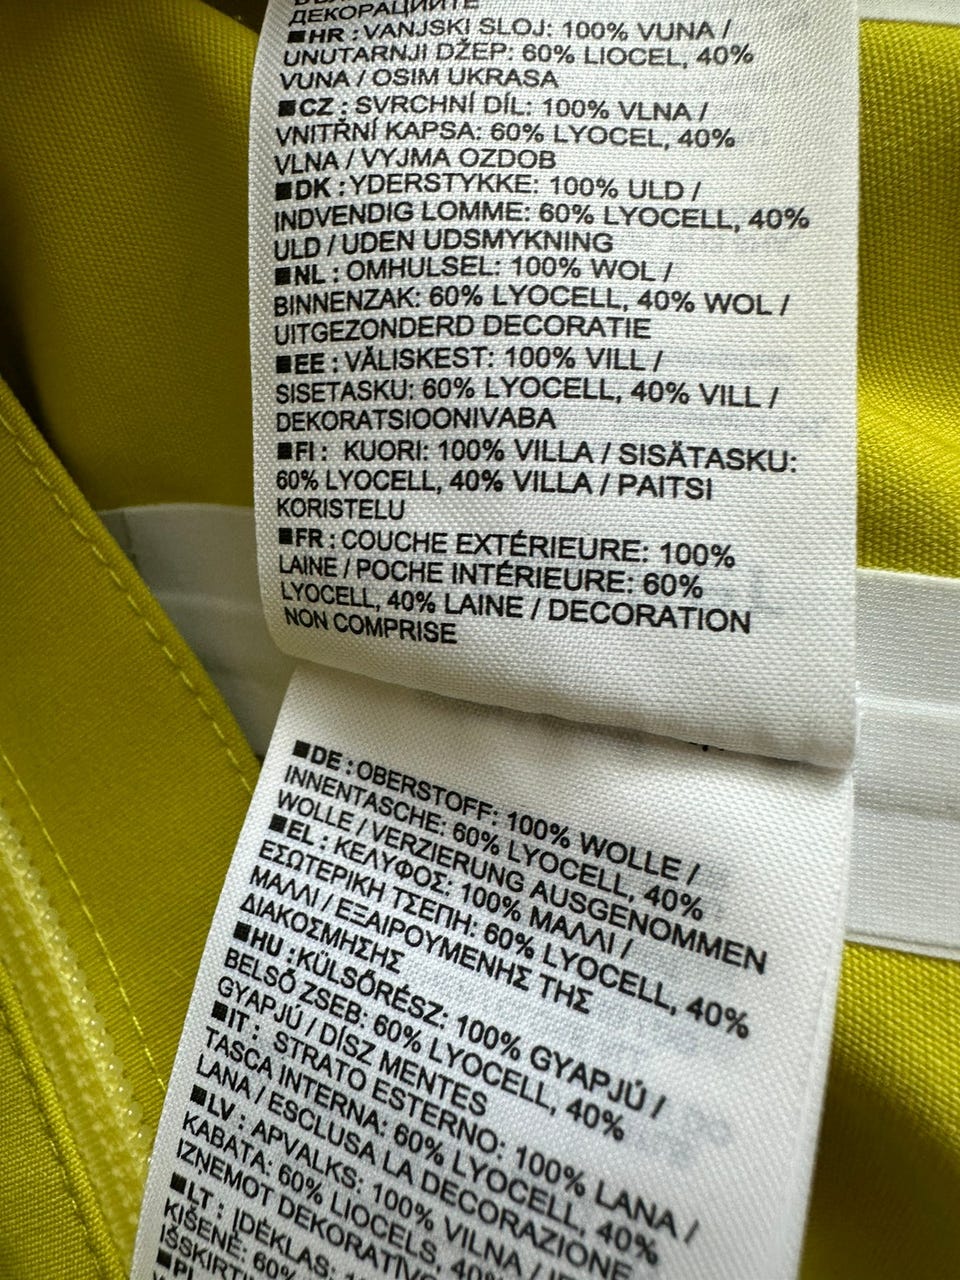 ДЕКОРАЦИИТЕ
■HR : VANJSKI SLOJ: 100% VUNA /
UNUTARNJI DŽEP: 60% LIOCEL, 40%
VUNA / OSIM UKRASA
■CZ : SVRCHNÍ DÍL: 100% VLNA /
VNITŘNÍ KAPSA: 60% LYOCEL, 40%
VLNA / VYJMA OZDOB
■DK : YDERSTYKKE: 100% ULD /
INDVENDIG LOMME: 60% LYOCELL, 40%
ULD / UDEN UDSMYKNING
■NL : OMHULSEL: 100% WOL /
BINNENZAK: 60% LYOCELL, 40% WOL /
UITGEZONDERD DECORATIE
■EE : VÄLISKEST: 100% VILL /
SISETASKU: 60% LYOCELL, 40% VILL /
DEKORATSIOONIVABA
■FI : KUORI: 100% VILLA / SISÄTASKU:
60% LYOCELL, 40% VILLA / PAITSI
KORISTELU
■FR : COUCHE EXTÉRIEURE: 100%
LAINE / POCHE INTÉRIEURE: 60%
LYOCELL, 40% LAINE / DECORATION
NON COMPRISE
■DE : OBERSTOFF: 100% WOLLE /
INNENTASCHE: 60% LYOCELL, 40%
WOLLE / VERZIERUNG AUSGENOMMEN
■EL : ΚΕΛΥΦΟΣ: 100% ΜΑΛΛΙ /
ΕΣΩΤΕΡΙΚΗ ΤΣΕΠΗ: 60% LYOCELL, 40%
ΜΑΛΛΙ / ΕΞΑΙΡΟΥΜΕΝΗΣ ΤΗΣ
ΔΙΑΚΟΣΜΗΣΗΣ
■HU : KÜLSŐRÉSZ: 100% GYAPJÚ /
BELSŐ ZSEB: 60% LYOCELL, 40%
GYAPJÚ / DÍSZ MENTES
■IT : STRATO ESTERNO: 100% LANA /
TASCA INTERNA: 60% LYOCELL, 40%
LANA / ESCLUSA LA DECORAZIONE
■LV : APVALKS: 100% VILNA /
KABATA: 60% LIOCELS, 40%
IZŅEMOT
■LT : ĮDĖKLAS:
KIŠENĖ: 60%